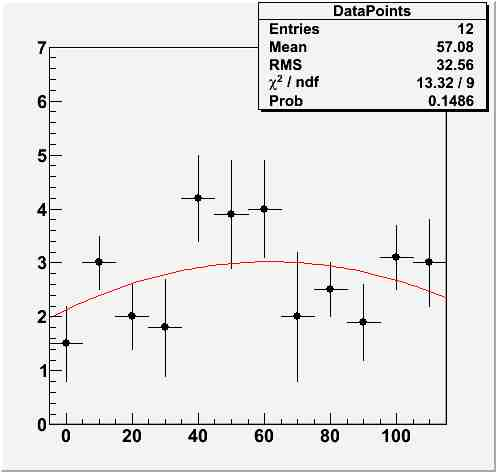 DataPoints
Entries 12
Mean 57.08
RMS 32.56
χ² / ndf 13.32 / 9
Prob 0.1486
7
6
5
4
3
2
1
0
0 20 40 60 80 100